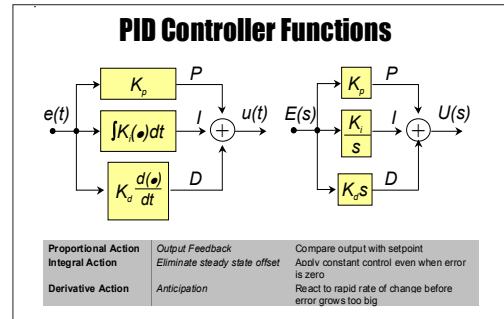 PID Controller Functions
e(t)
K_p
P
∫K_i(•)dt
I
K_d d(•)/dt
D
+
u(t)
E(s)
K_p
P
K_i/s
I
K_d s
D
+
U(s)
Proportional Action Output Feedback Compare output with setpoint
Integral Action Eliminate steady state offset Apply constant control even when error
is zero
Derivative Action Anticipation React to rapid rate of change before
error grows too big